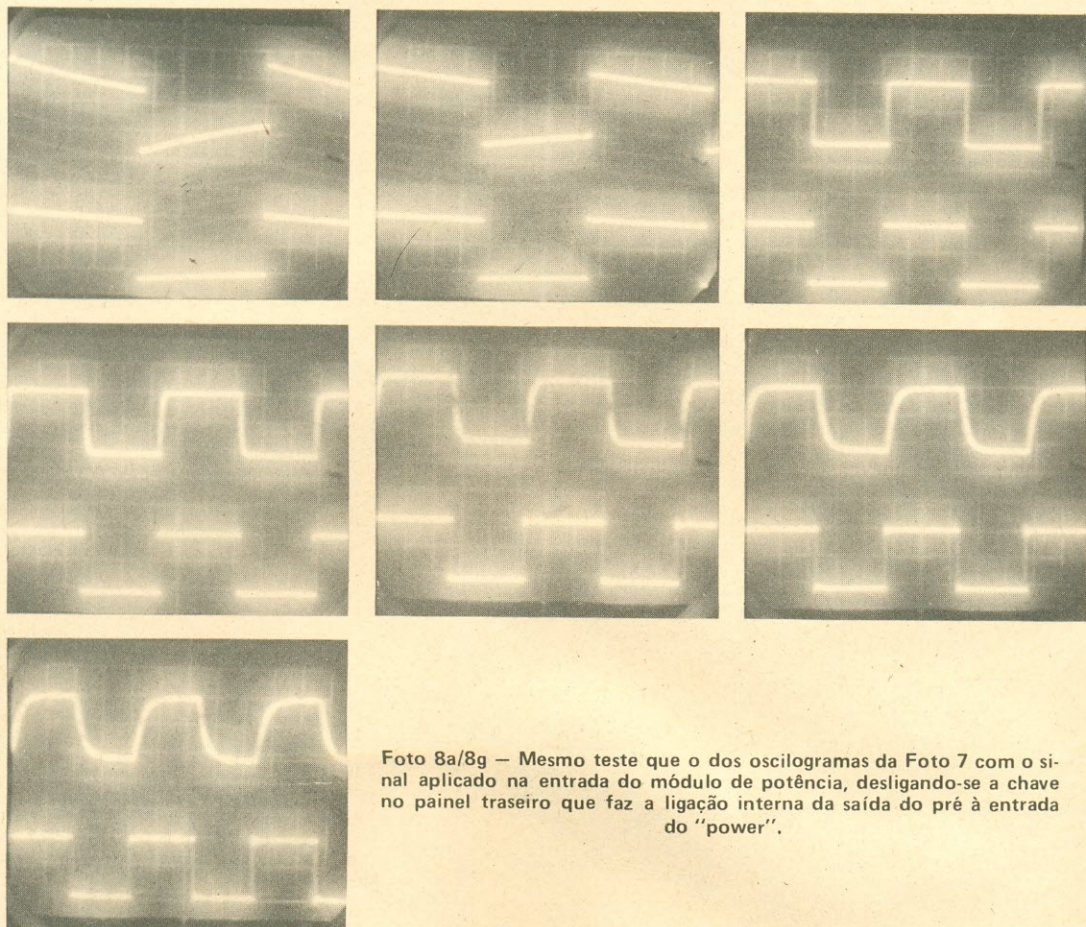 Foto 8a/8g — Mesmo teste que o dos oscilogramas da Foto 7 com o si-
nal aplicado na entrada do módulo de potência, desligando-se a chave
no painel traseiro que faz a ligação interna da saída do pré à entrada
do "power".